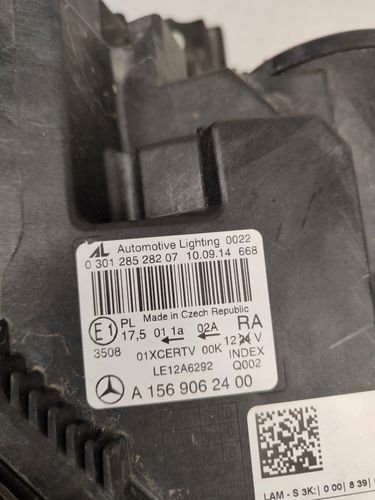 AL Automotive Lighting 0022
0 301 285 282 07 10.09.14 668
Made in Czech Republic
E1 PL 17,5 01 1a ← 02A ← RA
3508 01XCERTV 00K 12 V
LE12A6292 INDEX Q002
A 156 906 24 00
LAM - S 3K:| 0 00| 8 39|